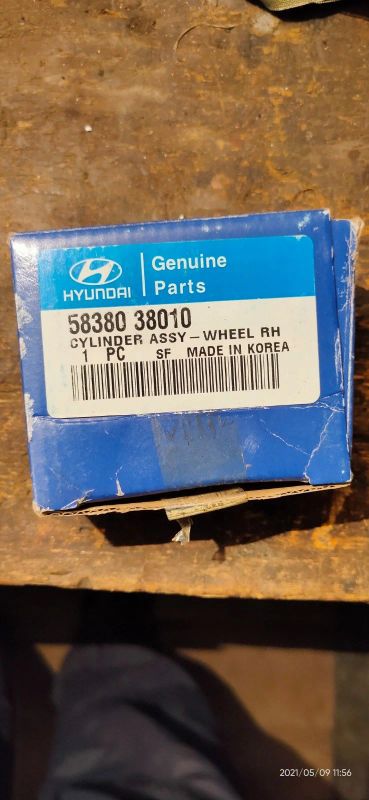 HYUNDAI
Genuine
Parts
58380 38010
CYLINDER ASSY-WHEEL RH
1 PC SF MADE IN KOREA
2021/05/09 11:56